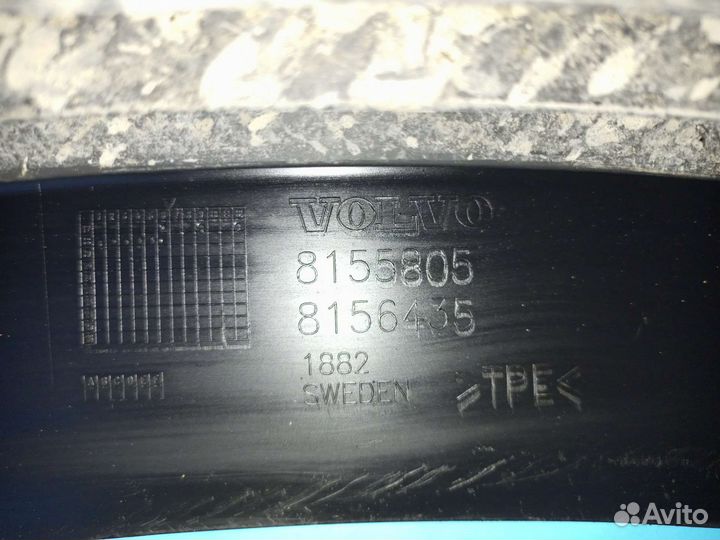 VOLVO
8155805
8156435
1882
SWEDEN
>TPE<
Avito